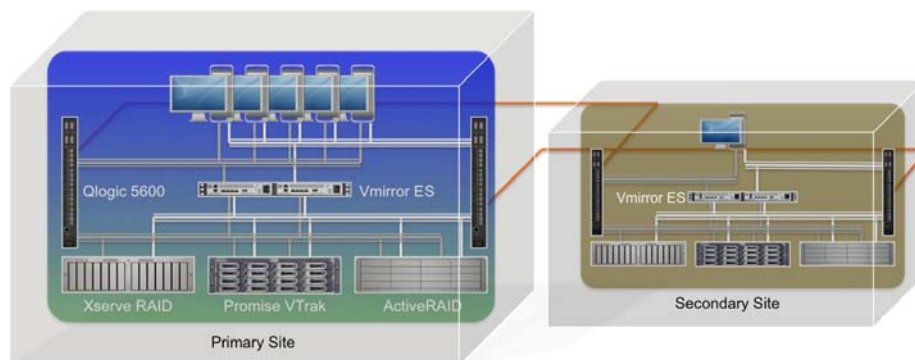 Qlogic 5600
Vmirror ES
Xserve RAID
Promise VTrak
ActiveRAID
Primary Site
Vmirror ES
Secondary Site